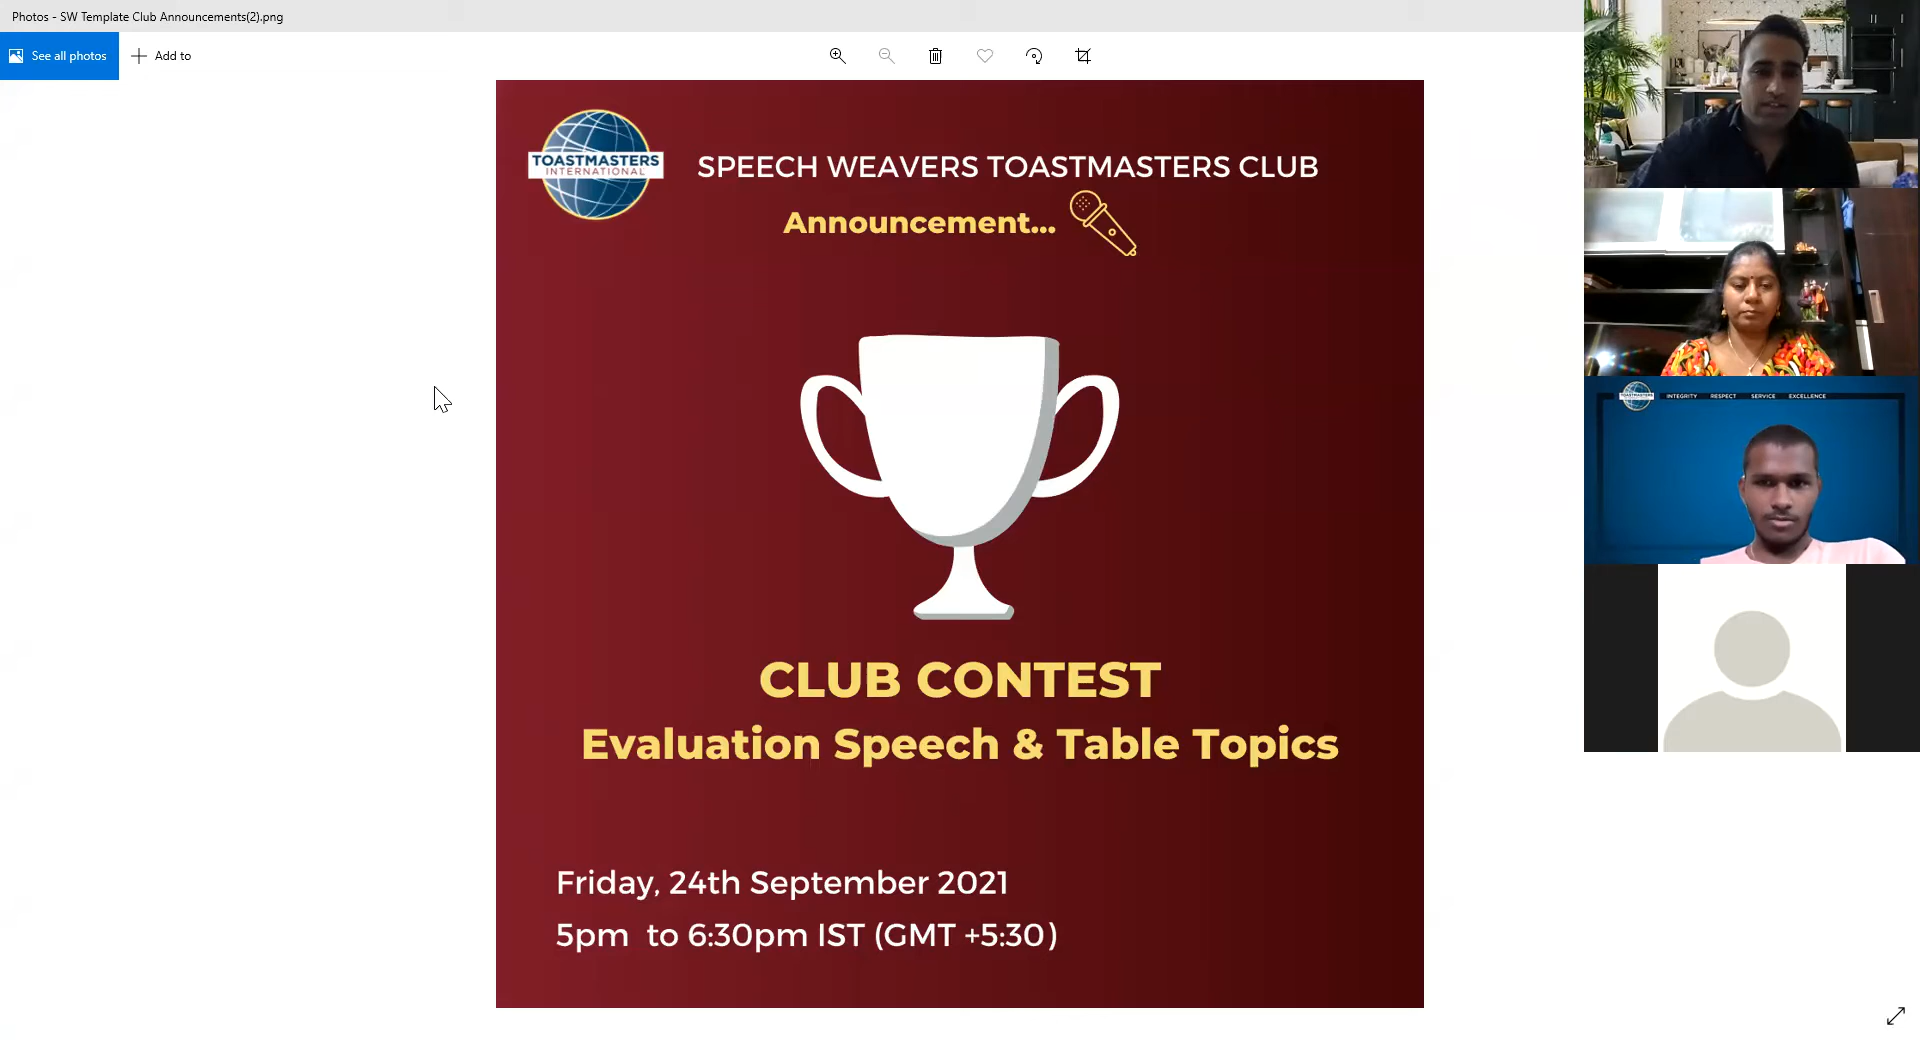 Photos - SW Template Club Announcements(2).png
See all photos
Add to
TOASTMASTERS
INTERNATIONAL
SPEECH WEAVERS TOASTMASTERS CLUB
Announcement...
CLUB CONTEST
Evaluation Speech & Table Topics
Friday, 24th September 2021
5pm to 6:30pm IST (GMT +5:30)
TOASTMASTERS
INTEGRITY RESPECT SERVICE EXCELLENCE